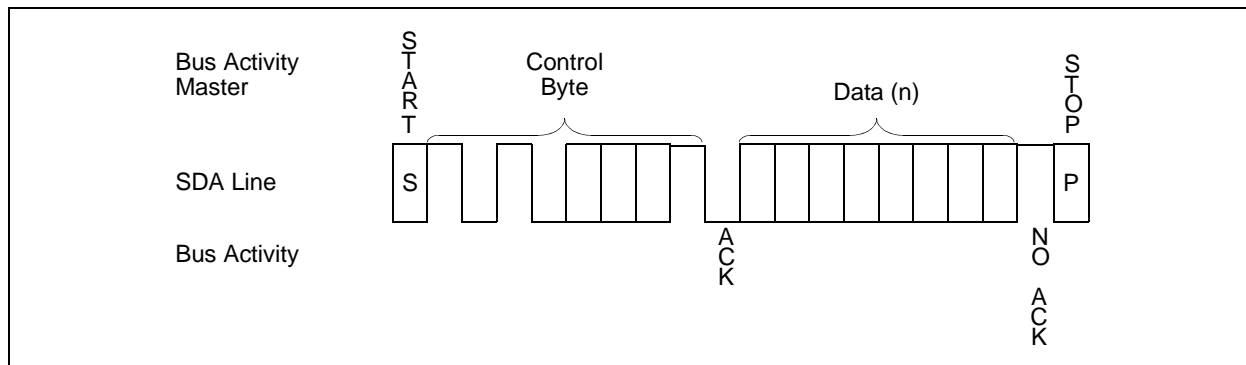 Bus Activity
Master
START
Control
Byte
Data (n)
STOP
SDA Line
S
P
Bus Activity
ACK
NO ACK